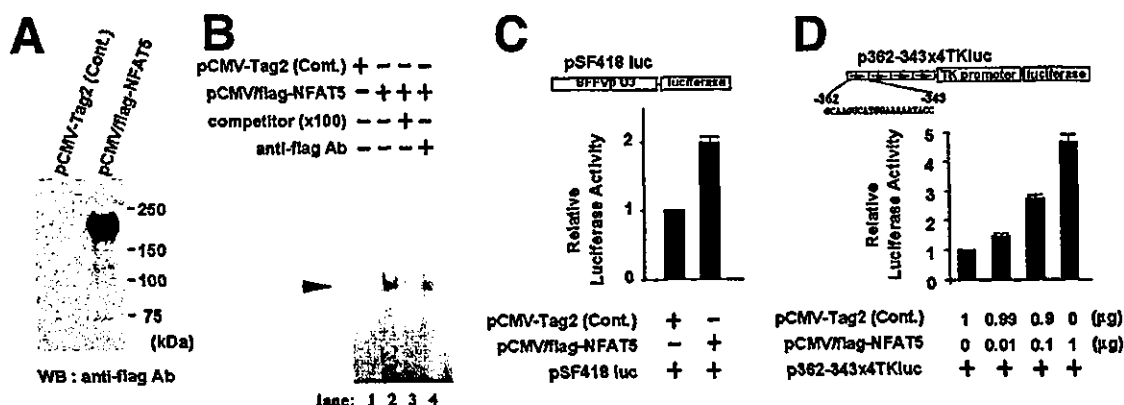 A
pCMV-Tag2 (Cont.)
pCMV/flag-NFAT5
250
150
100
75
(kDa)
WB : anti-flag Ab
B
pCMV-Tag2 (Cont.) + − − −
pCMV/flag-NFAT5 − + + +
competitor (x100) − − + −
anti-flag Ab − − − +
lane: 1 2 3 4
C
pSF418 luc
U3 luciferase
Relative
Luciferase Activity
2
1
0
pCMV-Tag2 (Cont.) + −
pCMV/flag-NFAT5 − +
pSF418 luc + +
D
p362-343x4TKluc
TK promoter luciferase
-362 -343
Relative
Luciferase Activity
5
4
3
2
1
0
pCMV-Tag2 (Cont.) 1 0.99 0.9 0 (μg)
pCMV/flag-NFAT5 0 0.01 0.1 1 (μg)
p362-343x4TKluc + + + +